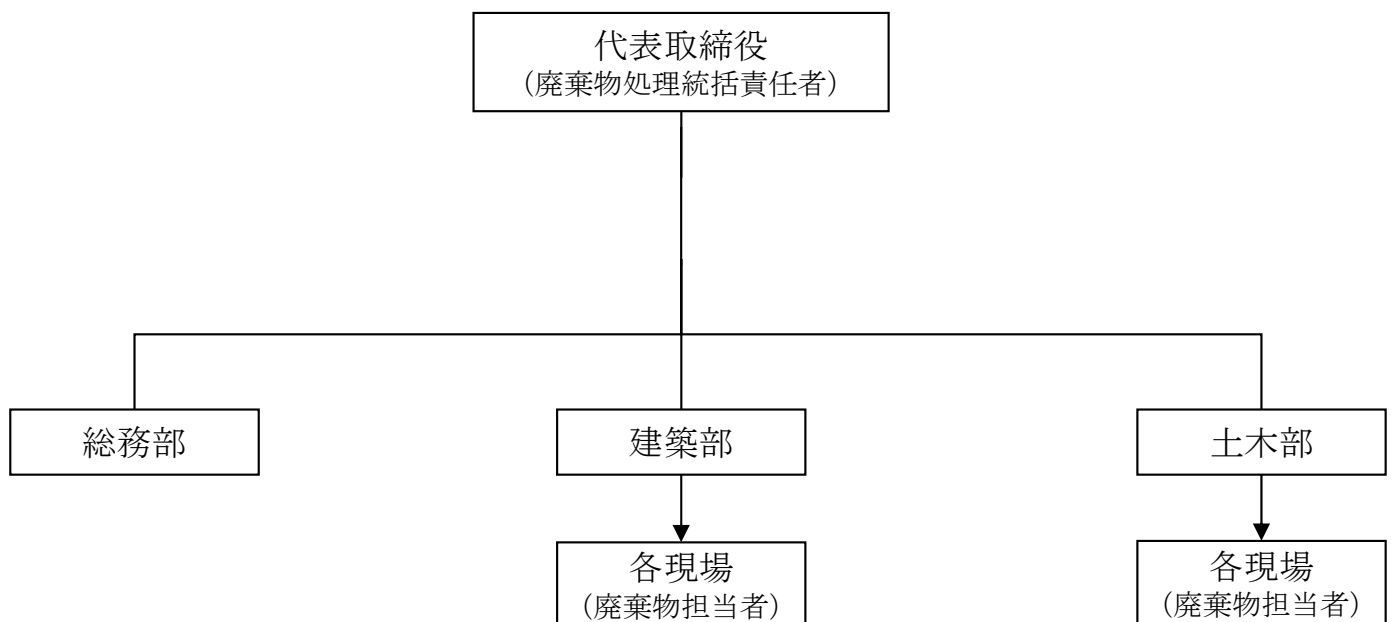 代表取締役
（廃棄物処理統括責任者）
総務部
建築部
土木部
各現場
（廃棄物担当者）
各現場
（廃棄物担当者）